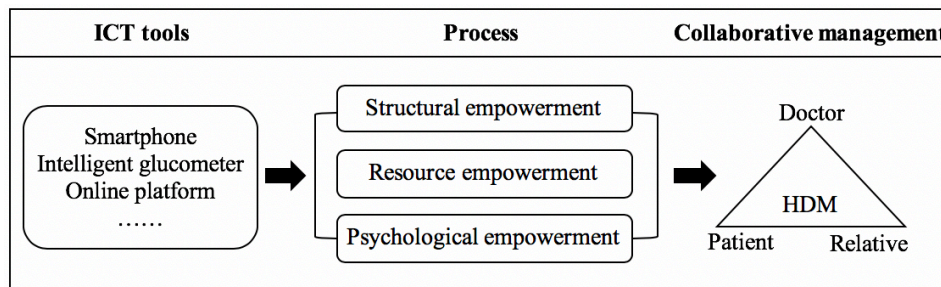 ICT tools
Process
Collaborative management
Smartphone
Intelligent glucometer
Online platform
……
Structural empowerment
Resource empowerment
Psychological empowerment
Doctor
HDM
Patient
Relative